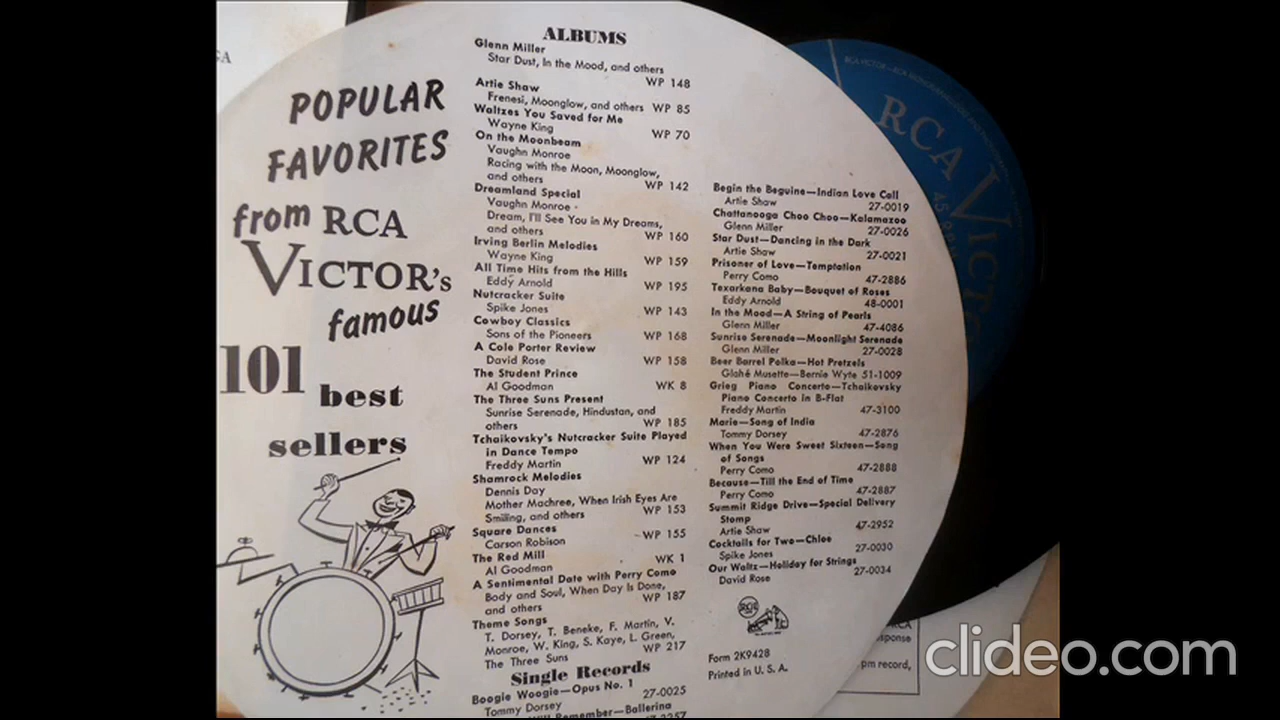 POPULAR
FAVORITES
from RCA
VICTOR's
famous
101 best
sellers
ALBUMS
Glenn Miller
Star Dust, In the Mood, and others
WP 148
Artie Shaw
Frenesi, Moonglow, and others WP 85
Waltzes You Saved for Me
Wayne King WP 70
On the Moonbeam
Vaughn Monroe
Racing with the Moon, Moonglow,
and others WP 142
Dreamland Special
Vaughn Monroe
Dream, I'll See You in My Dreams,
and others WP 160
Irving Berlin Melodies
Wayne King WP 159
All Time Hits from the Hills
Eddy Arnold WP 195
Nutcracker Suite
Spike Jones WP 143
Cowboy Classics
Sons of the Pioneers WP 168
A Cole Porter Review
David Rose WP 158
The Student Prince
Al Goodman WK 8
The Three Suns Present
Sunrise Serenade, Hindustan, and
others WP 185
Tchaikovsky's Nutcracker Suite Played
in Dance Tempo
Freddy Martin WP 124
Shamrock Melodies
Dennis Day
Mother Machree, When Irish Eyes Are
Smiling, and others WP 153
Square Dances
Carson Robison WP 155
The Red Mill
Al Goodman WK 1
A Sentimental Date with Perry Como
Body and Soul, When Day Is Done,
and others WP 187
Theme Songs
T. Dorsey, T. Beneke, F. Martin, V.
Monroe, W. King, S. Kaye, L. Green,
The Three Suns WP 217
Single Records
Boogie Woogie—Opus No. 1
Tommy Dorsey 27-0025
Remember—Ballerina
Begin the Beguine—Indian Love Call
Artie Shaw 27-0019
Chattanooga Choo Choo—Kalamazoo
Glenn Miller 27-0026
Star Dust—Dancing in the Dark
Artie Shaw 27-0021
Prisoner of Love—Temptation
Perry Como 47-2886
Texarkana Baby—Bouquet of Roses
Eddy Arnold 48-0001
In the Mood—A String of Pearls
Glenn Miller 47-4086
Sunrise Serenade—Moonlight Serenade
Glenn Miller 27-0028
Beer Barrel Polka—Hot Pretzels
Glahé Musette—Bernie Wyte 51-1009
Grieg Piano Concerto—Tchaikovsky
Piano Concerto in B-Flat
Freddy Martin 47-3100
Marie—Song of India
Tommy Dorsey 47-2876
When You Were Sweet Sixteen—Song
of Songs
Perry Como 47-2888
Because—Till the End of Time
Perry Como 47-2887
Summit Ridge Drive—Special Delivery
Stomp
Artie Shaw 47-2952
Cocktails for Two—Chloe
Spike Jones 27-0030
Our Waltz—Holiday for Strings
David Rose 27-0034
RCA
Form 2K9428
Printed in U. S. A.
RCA VICTOR
45
RCA
pm record,
clideo.com